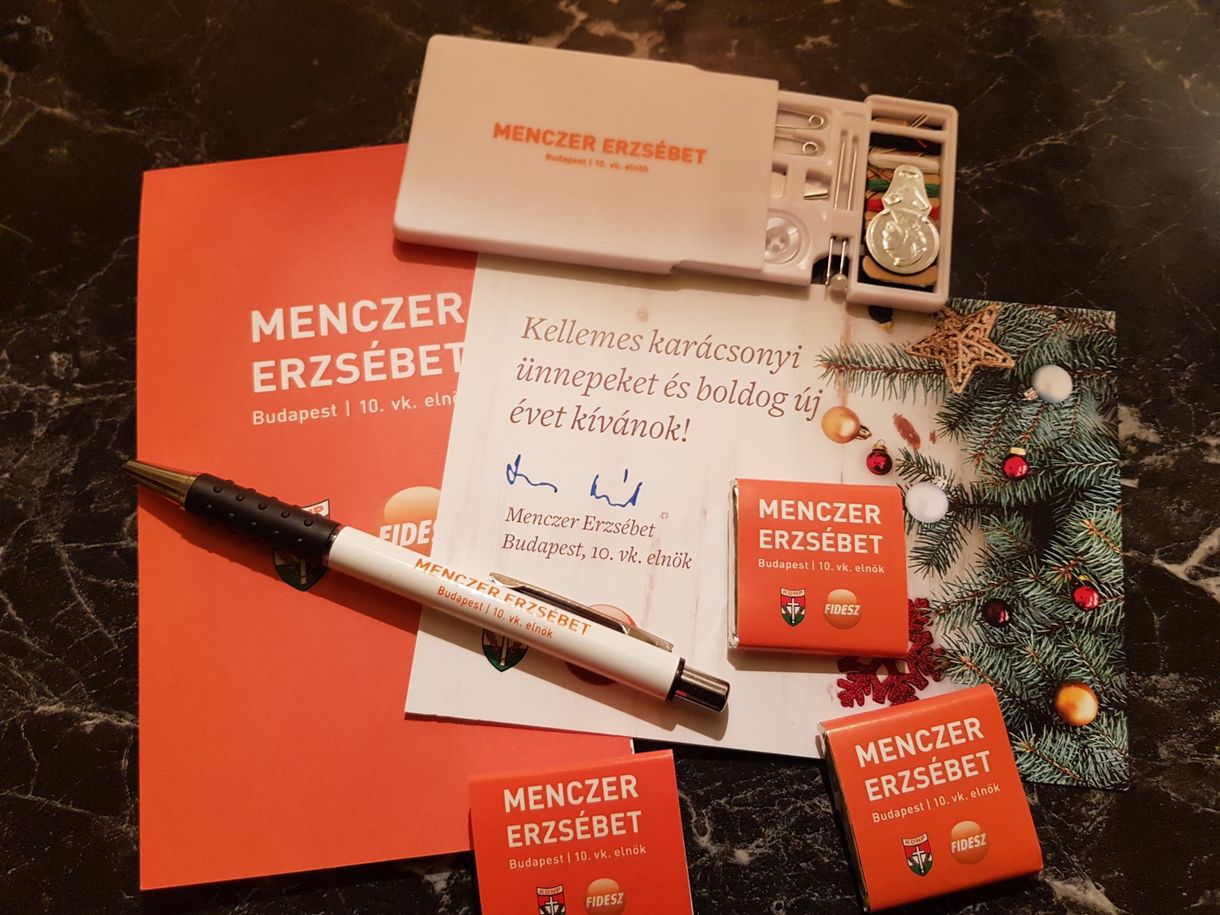 MENCZER ERZSÉBET
Budapest | 10. vk. elnök
MENCZER
ERZSÉBET
Budapest | 10. vk.
FIDESZ
Kellemes karácsonyi
ünnepeket és boldog új
évet kívánok!
Menczer Erzsébet
Budapest, 10. vk. elnök
MENCZER ERZSÉBET
Budapest | 10. vk. elnök
MENCZER
ERZSÉBET
Budapest | 10. vk. elnök
KDNP
FIDESZ
MENCZER
ERZSÉBET
Budapest | 10. vk. elnök
KDNP
FIDESZ
MENCZER
ERZSÉBET
Budapest | 10. vk. elnök
KDNP
FIDESZ